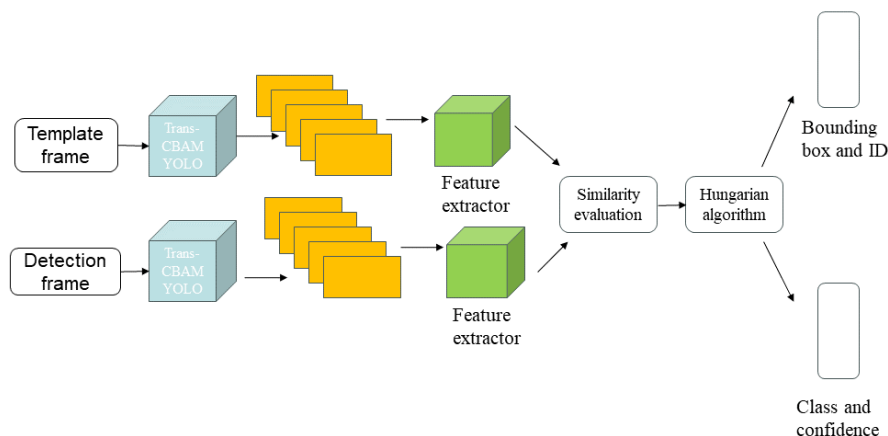 Template
frame
Trans-
CBAM
YOLO
Feature
extractor
Detection
frame
Trans-
CBAM
YOLO
Feature
extractor
Similarity
evaluation
Hungarian
algorithm
Bounding
box and ID
Class and
confidence